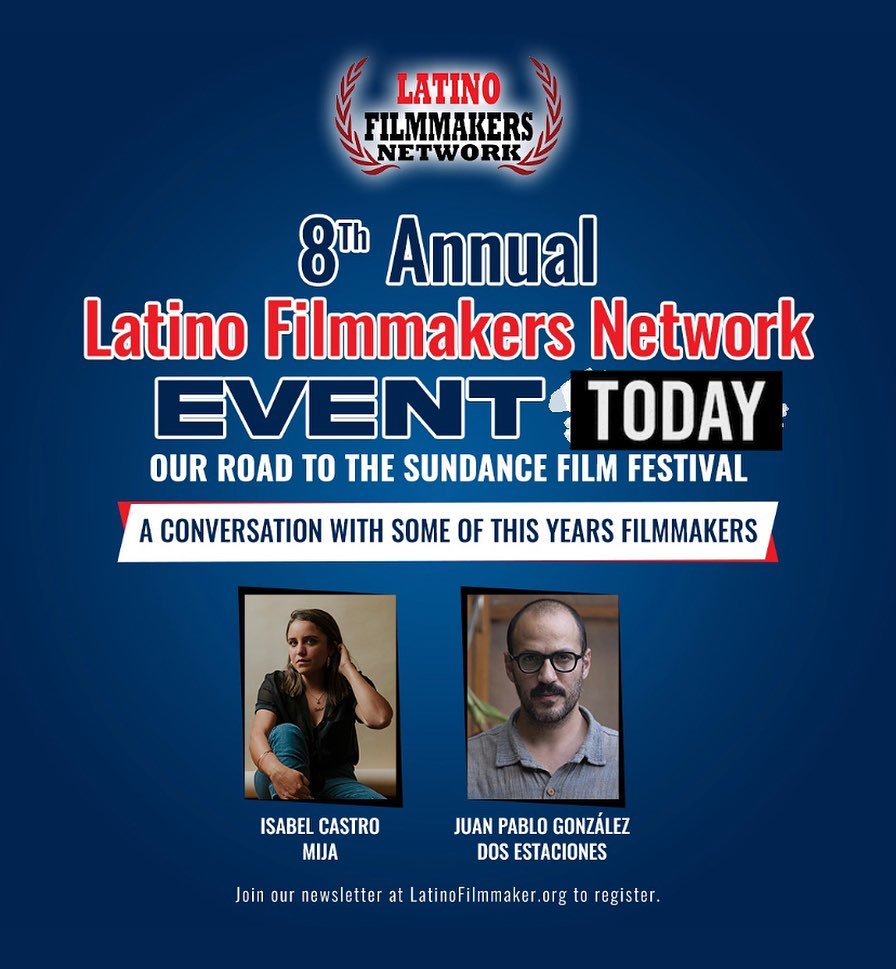 LATINO
FILMMAKERS
NETWORK
8Th Annual
Latino Filmmakers Network
EVENT TODAY
OUR ROAD TO THE SUNDANCE FILM FESTIVAL
A CONVERSATION WITH SOME OF THIS YEARS FILMMAKERS
ISABEL CASTRO
MIJA
JUAN PABLO GONZÁLEZ
DOS ESTACIONES
Join our newsletter at LatinoFilmmaker.org to register.